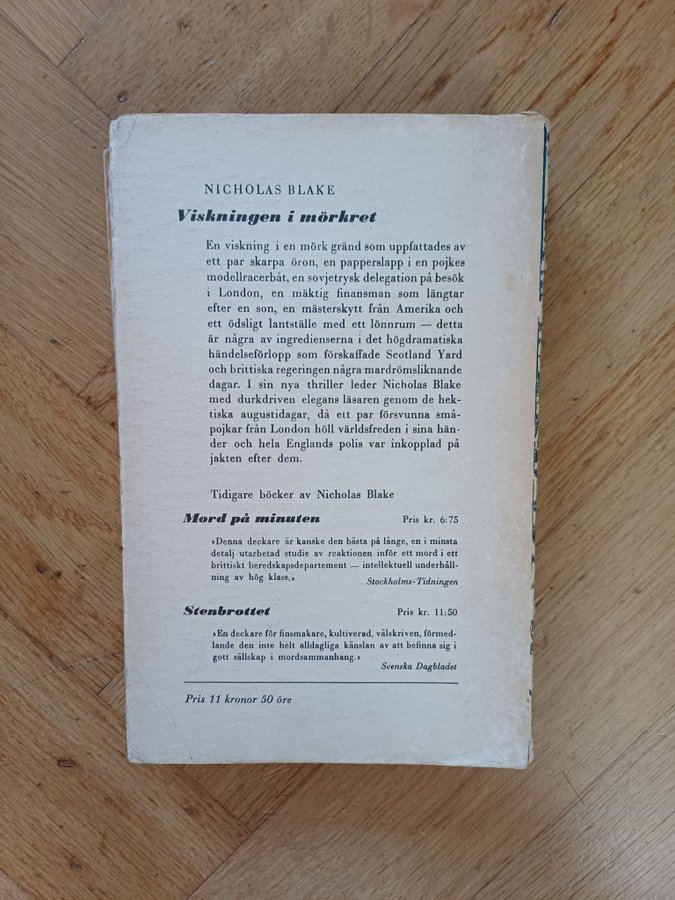 NICHOLAS BLAKE
Viskningen i mörkret
En viskning i en mörk gränd som uppfattades av
ett par skarpa öron, en papperslapp i en pojkes
modellracerbåt, en sovjetrysk delegation på besök
i London, en mäktig finansman som längtar
efter en son, en mästerskytt från Amerika och
ett ödsligt lantställe med ett lönnrum — detta
är några av ingredienserna i det högdramatiska
händelseförlopp som förskaffade Scotland Yard
och brittiska regeringen några mardrömsliknande
dagar. I sin nya thriller leder Nicholas Blake
med durkdriven elegans läsaren genom de hek-
tiska augustidagar, då ett par försvunna små-
pojkar från London höll världsfreden i sina hän-
der och hela Englands polis var inkopplad på
jakten efter dem.
Tidigare böcker av Nicholas Blake
Mord på minuten Pris kr. 6:75
»Denna deckare är kanske den bästa på länge, en i minsta
detalj utarbetad studie av reaktionen inför ett mord i ett
brittiskt beredskapsdepartement — intellektuell underhåll-
ning av hög klass.»
Stockholms-Tidningen
Stenbrottet Pris kr. 11:50
»En deckare för finsmakare, kultiverad, välskriven, förmed-
lande den inte helt alldagliga känslan av att befinna sig i
gott sällskap i mordsammanhang.»
Svenska Dagbladet
Pris 11 kronor 50 öre